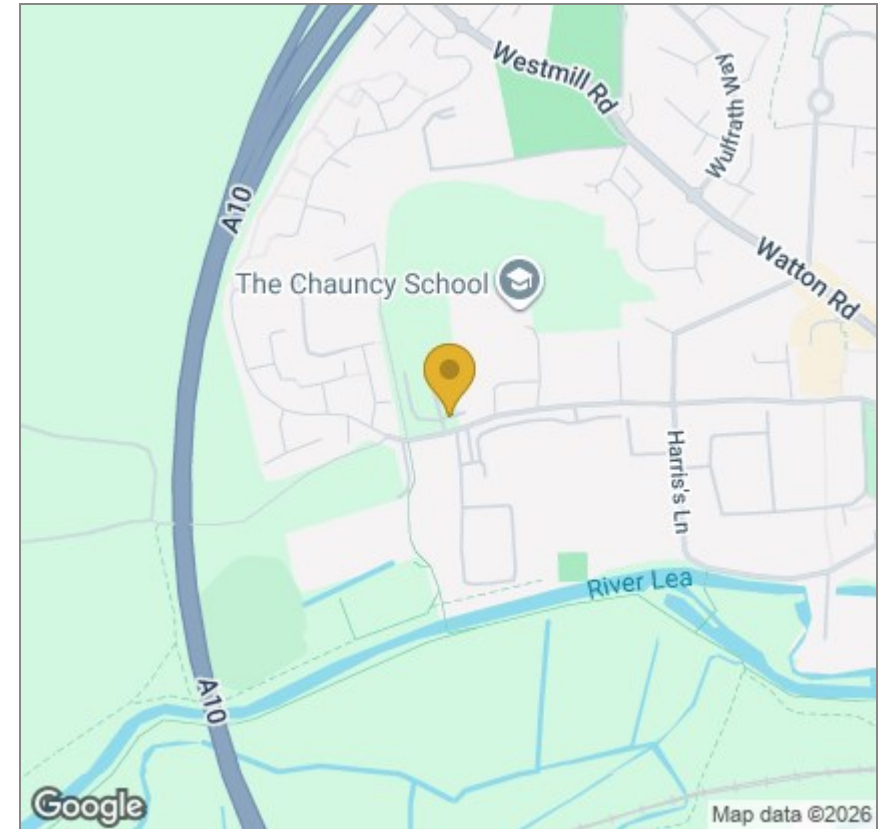 Westmill Rd
Wulfrath Way
A10
The Chauncy School
Watton Rd
Harris's Ln
River Lea
A10
Google
Map data ©2026